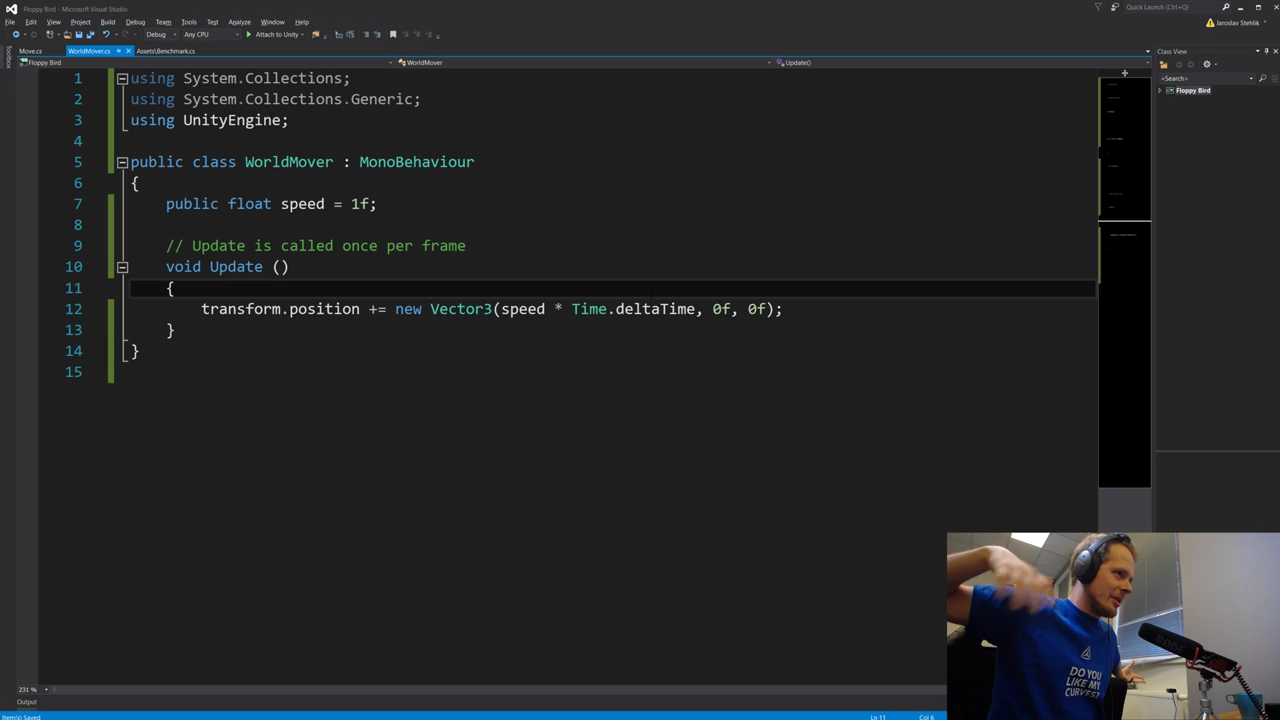 Floppy Bird - Microsoft Visual Studio
Quick Launch (Ctrl+Q)
File Edit View Project Build Debug Team Tools Test Analyze Window Help
Jaroslav Stehlik
Debug Any CPU Attach to Unity
Toolbox
Move.cs WorldMover.cs Assets\Benchmark.cs
Class View
Floppy Bird WorldMover Update()
<Search>
Floppy Bird
1 using System.Collections;
2 using System.Collections.Generic;
3 using UnityEngine;
4
5 public class WorldMover : MonoBehaviour
6 {
7 public float speed = 1f;
8
9 // Update is called once per frame
10 void Update ()
11 {
12 transform.position += new Vector3(speed * Time.deltaTime, 0f, 0f);
13 }
14 }
15
RODE
DO YOU
LIKE MY
CURVES?
231 %
Output
Item(s) Saved
Ln 11 Col 6